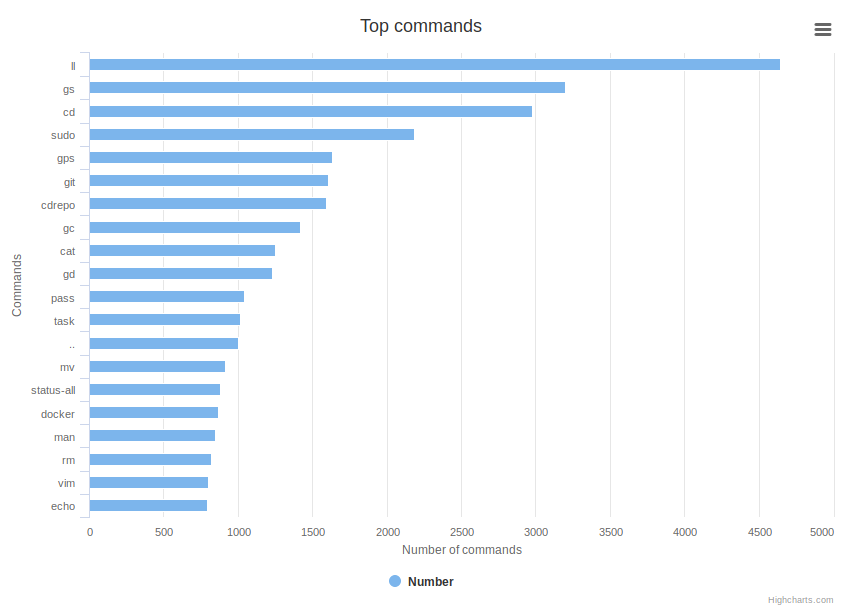 Top commands
Commands
ll
gs
cd
sudo
gps
git
cdrepo
gc
cat
gd
pass
task
..
mv
status-all
docker
man
rm
vim
echo
0 500 1000 1500 2000 2500 3000 3500 4000 4500 5000
Number of commands
Number
Highcharts.com